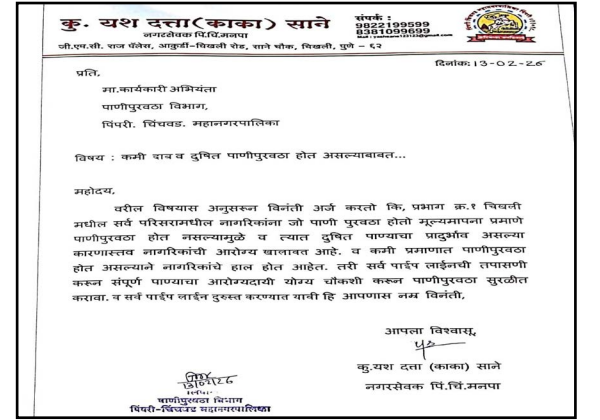 कु. यश दत्ता(काका) साने
नगरसेवक पिं.चिं.मनपा
जी.एम.सी. राज पॅलेस, आकुर्डी-चिखली रोड, साने चौक, चिखली, पुणे - ६२
संपर्क :
9822199599
8381099699
दिनांक: 13-02-26
प्रति,
मा.कार्यकारी अभियंता
पाणीपुरवठा विभाग,
पिंपरी. चिंचवड. महानगरपालिका
विषय : कमी दाब व दुषित पाणीपुरवठा होत असल्याबाबत...
महोदय,
वरील विषयास अनुसरून विनंती अर्ज करतो कि, प्रभाग क्र.१ चिखली
मधील सर्व परिसरामधील नागरिकांना जो पाणी पुरवठा होतो मूल्यमापना प्रमाणे
पाणीपुरवठा होत नसल्यामुळे व त्यात दुषित पाण्याचा प्रादुर्भाव असल्या
कारणास्तव नागरिकांची आरोग्य खालाबत आहे. व कमी प्रमाणात पाणीपुरवठा
होत असल्याने नागरिकांचे हाल होत आहेत. तरी सर्व पाईप लाईनची तपासणी
करून संपूर्ण पाण्याचा आरोग्यदायी योग्य चौकशी करून पाणीपुरवठा सुरळीत
करावा. व सर्व पाईप लाईन दुरुस्त करण्यात यावी हि आपणास नम्र विनंती,
आपला विश्वासू,
कु.यश दत्ता (काका) साने
नगरसेवक पिं.चिं.मनपा
13/02/26
पाणीपुरवठा विभाग
पिंपरी-चिंचवड महानगरपालिका